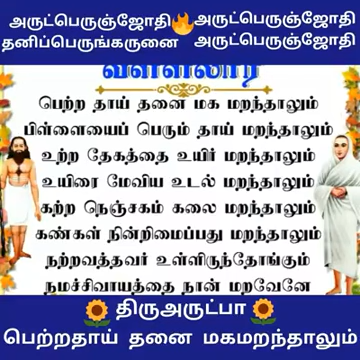 அருட்பெருஞ்ஜோதி அருட்பெருஞ்ஜோதி
தனிப்பெருங்கருணை அருட்பெருஞ்ஜோதி
வள்ளலார்
பெற்ற தாய் தனை மக மறந்தாலும்
பிள்ளையைப் பெரும் தாய் மறந்தாலும்
உற்ற தேகத்தை உயிர் மறந்தாலும்
உயிரை மேவிய உடல் மறந்தாலும்
கற்ற நெஞ்சகம் கலை மறந்தாலும்
கண்கள் நின்றிமைப்பது மறந்தாலும்
நற்றவத்தவர் உள்ளிருந்தோங்கும்
நமச்சிவாயத்தை நான் மறவேனே
திருஅருட்பா
பெற்றதாய் தனை மகமறந்தாலும்